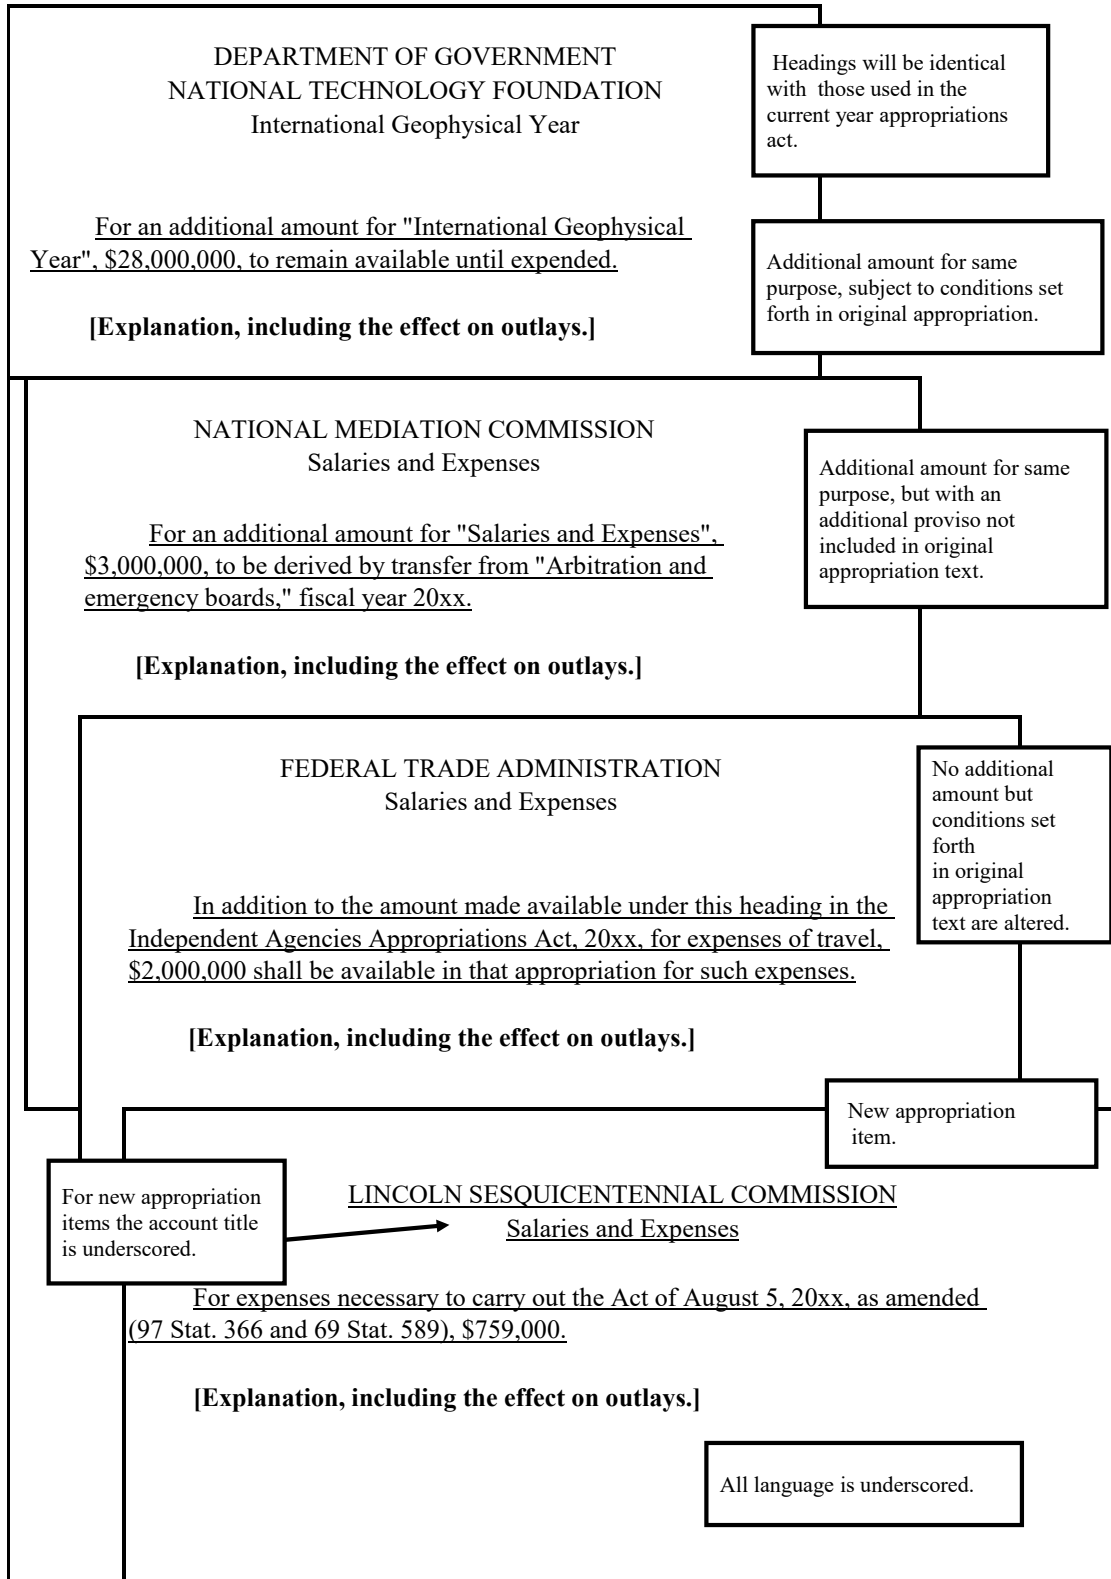 DEPARTMENT OF GOVERNMENT
NATIONAL TECHNOLOGY FOUNDATION
International Geophysical Year
Headings will be identical
with those used in the
current year appropriations
act.
For an additional amount for "International Geophysical
Year", $28,000,000, to remain available until expended.
[Explanation, including the effect on outlays.]
Additional amount for same
purpose, subject to conditions set
forth in original appropriation.
NATIONAL MEDIATION COMMISSION
Salaries and Expenses
For an additional amount for "Salaries and Expenses",
$3,000,000, to be derived by transfer from "Arbitration and
emergency boards," fiscal year 20xx.
[Explanation, including the effect on outlays.]
Additional amount for same
purpose, but with an
additional proviso not
included in original
appropriation text.
FEDERAL TRADE ADMINISTRATION
Salaries and Expenses
In addition to the amount made available under this heading in the
Independent Agencies Appropriations Act, 20xx, for expenses of travel,
$2,000,000 shall be available in that appropriation for such expenses.
[Explanation, including the effect on outlays.]
No additional
amount but
conditions set
forth
in original
appropriation
text are altered.
New appropriation
item.
For new appropriation
items the account title
is underscored.
LINCOLN SESQUICENTENNIAL COMMISSION
Salaries and Expenses
For expenses necessary to carry out the Act of August 5, 20xx, as amended
(97 Stat. 366 and 69 Stat. 589), $759,000.
[Explanation, including the effect on outlays.]
All language is underscored.